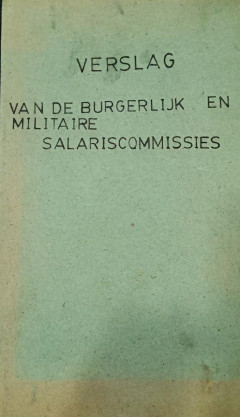 VERSLAG
VAN DE BURGERLIJK EN
MILITAIRE
SALARISCOMMISSIES